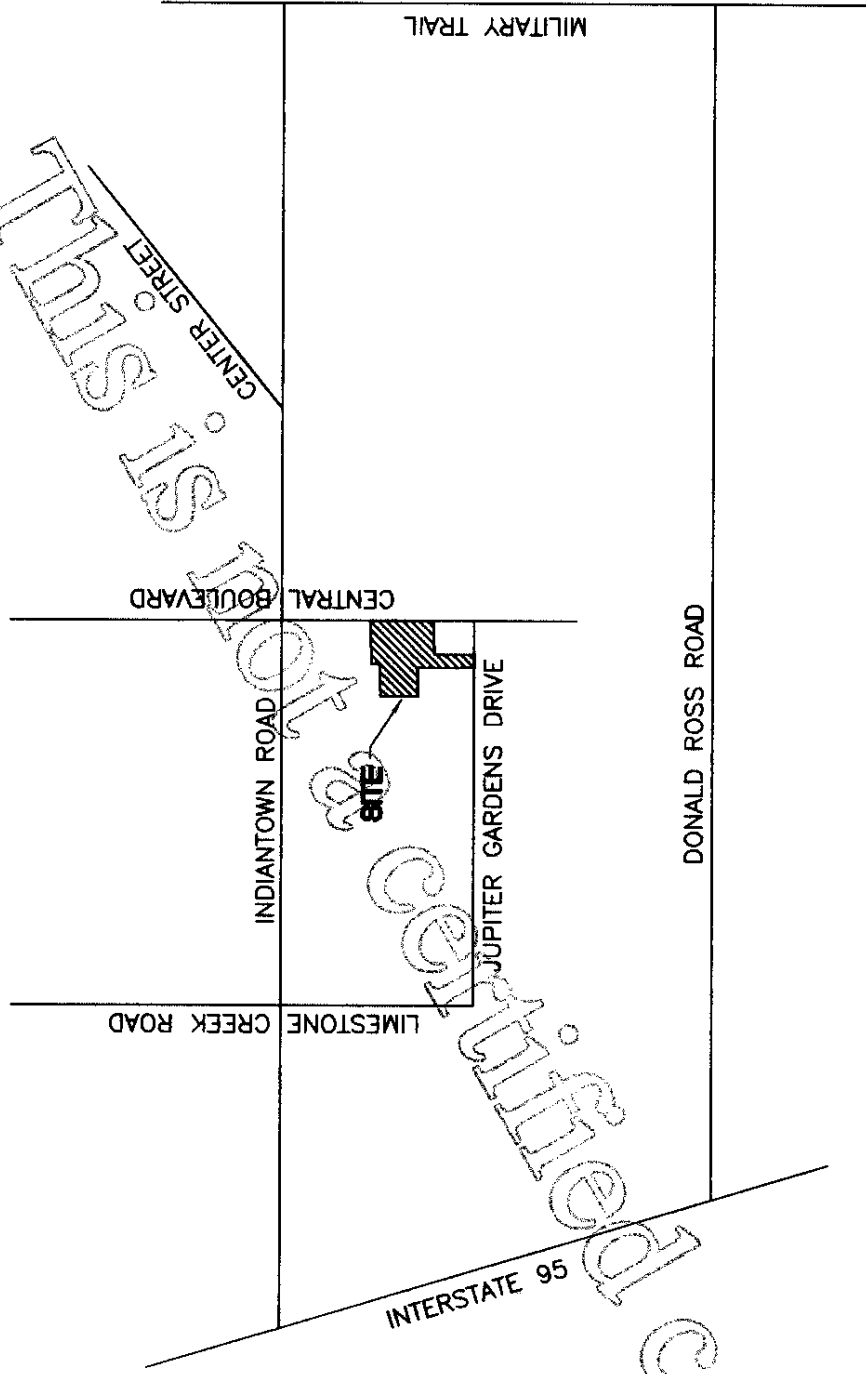 MILITARY TRAIL
CENTER STREET
CENTRAL BOULEVARD
INDIANTOWN ROAD
SITE
JUPITER GARDENS DRIVE
DONALD ROSS ROAD
LIMESTONE CREEK ROAD
INTERSTATE 95
This is not a certified c